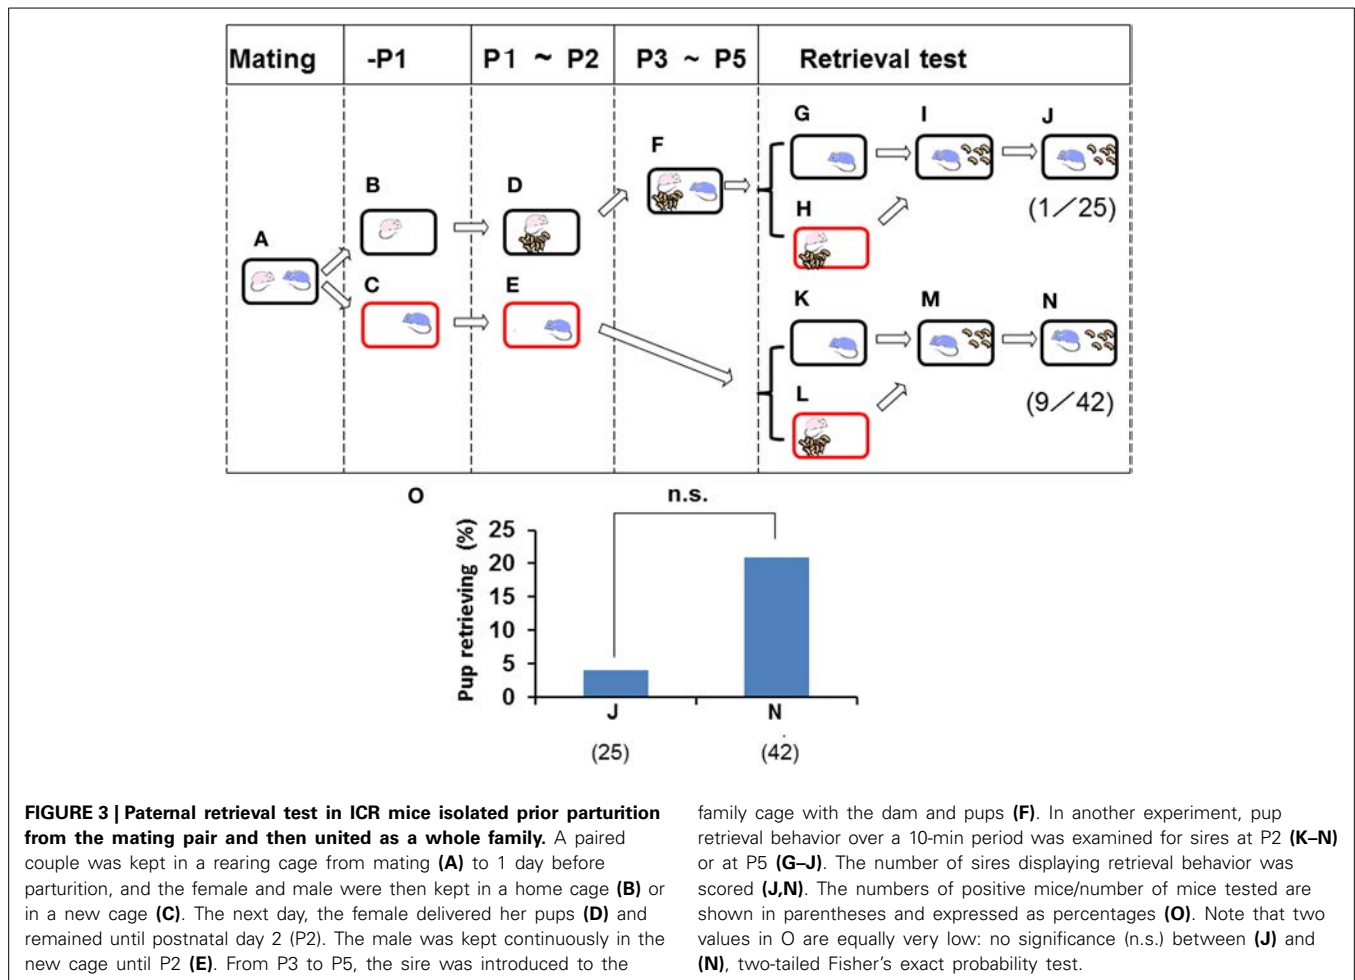 Mating -P1 P1 ~ P2 P3 ~ P5 Retrieval test
G I J
F
B D
H (1/25)
A
C E K M N
L (9/42)
O n.s.
Pup retrieving (%)
25
20
15
10
5
0
J N
(25) (42)
FIGURE 3 | Paternal retrieval test in ICR mice isolated prior parturition
from the mating pair and then united as a whole family. A paired
couple was kept in a rearing cage from mating (A) to 1 day before
parturition, and the female and male were then kept in a home cage (B) or
in a new cage (C). The next day, the female delivered her pups (D) and
remained until postnatal day 2 (P2). The male was kept continuously in the
new cage until P2 (E). From P3 to P5, the sire was introduced to the
family cage with the dam and pups (F). In another experiment, pup
retrieval behavior over a 10-min period was examined for sires at P2 (K–N)
or at P5 (G–J). The number of sires displaying retrieval behavior was
scored (J,N). The numbers of positive mice/number of mice tested are
shown in parentheses and expressed as percentages (O). Note that two
values in O are equally very low: no significance (n.s.) between (J) and
(N), two-tailed Fisher's exact probability test.